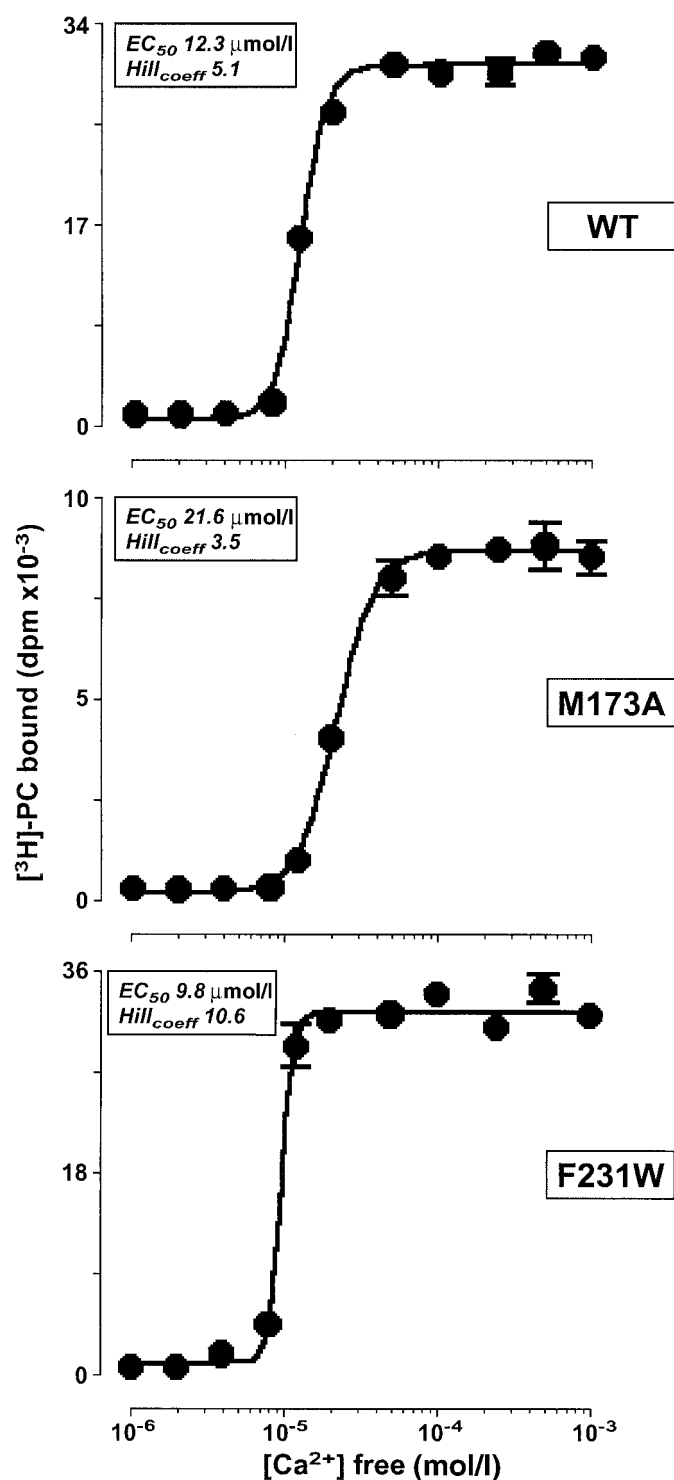 34
EC50 12.3 μmol/l
Hillcoeff 5.1
WT
17
0
10
EC50 21.6 μmol/l
Hillcoeff 3.5
M173A
5
0
[³H]-PC bound (dpm x10⁻³)
36
EC50 9.8 μmol/l
Hillcoeff 10.6
F231W
18
0
10⁻⁶ 10⁻⁵ 10⁻⁴ 10⁻³
[Ca²⁺] free (mol/l)